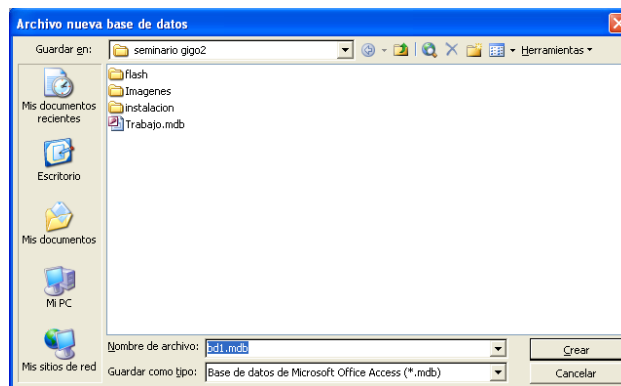 Archivo nueva base de datos
Guardar en:
seminario gigo2
Herramientas
Mis documentos
recientes
Escritorio
Mis documentos
Mi PC
Mis sitios de red
flash
Imagenes
instalacion
Trabajo.mdb
Nombre de archivo:
bd1.mdb
Crear
Guardar como tipo:
Base de datos de Microsoft Office Access (*.mdb)
Cancelar